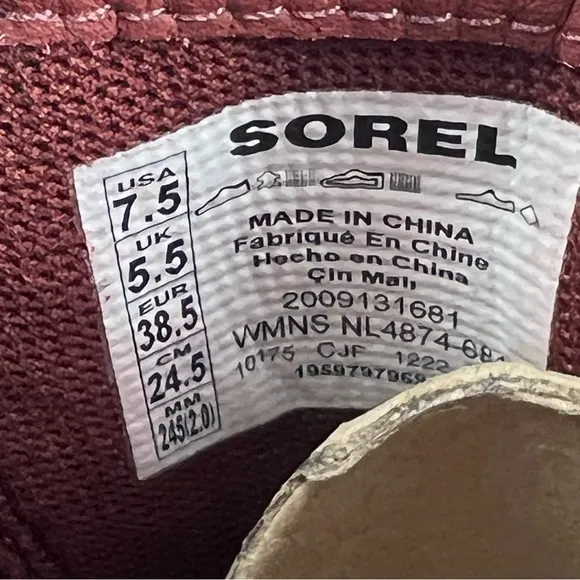 SOREL
USA
7.5
UK
5.5
EUR
38.5
CM
24.5
MM
245(2.0)
MADE IN CHINA
Fabriqué En Chine
Hecho en China
Çin Malı
2009131681
WMNS NL4874-68
10175 CJF 1222